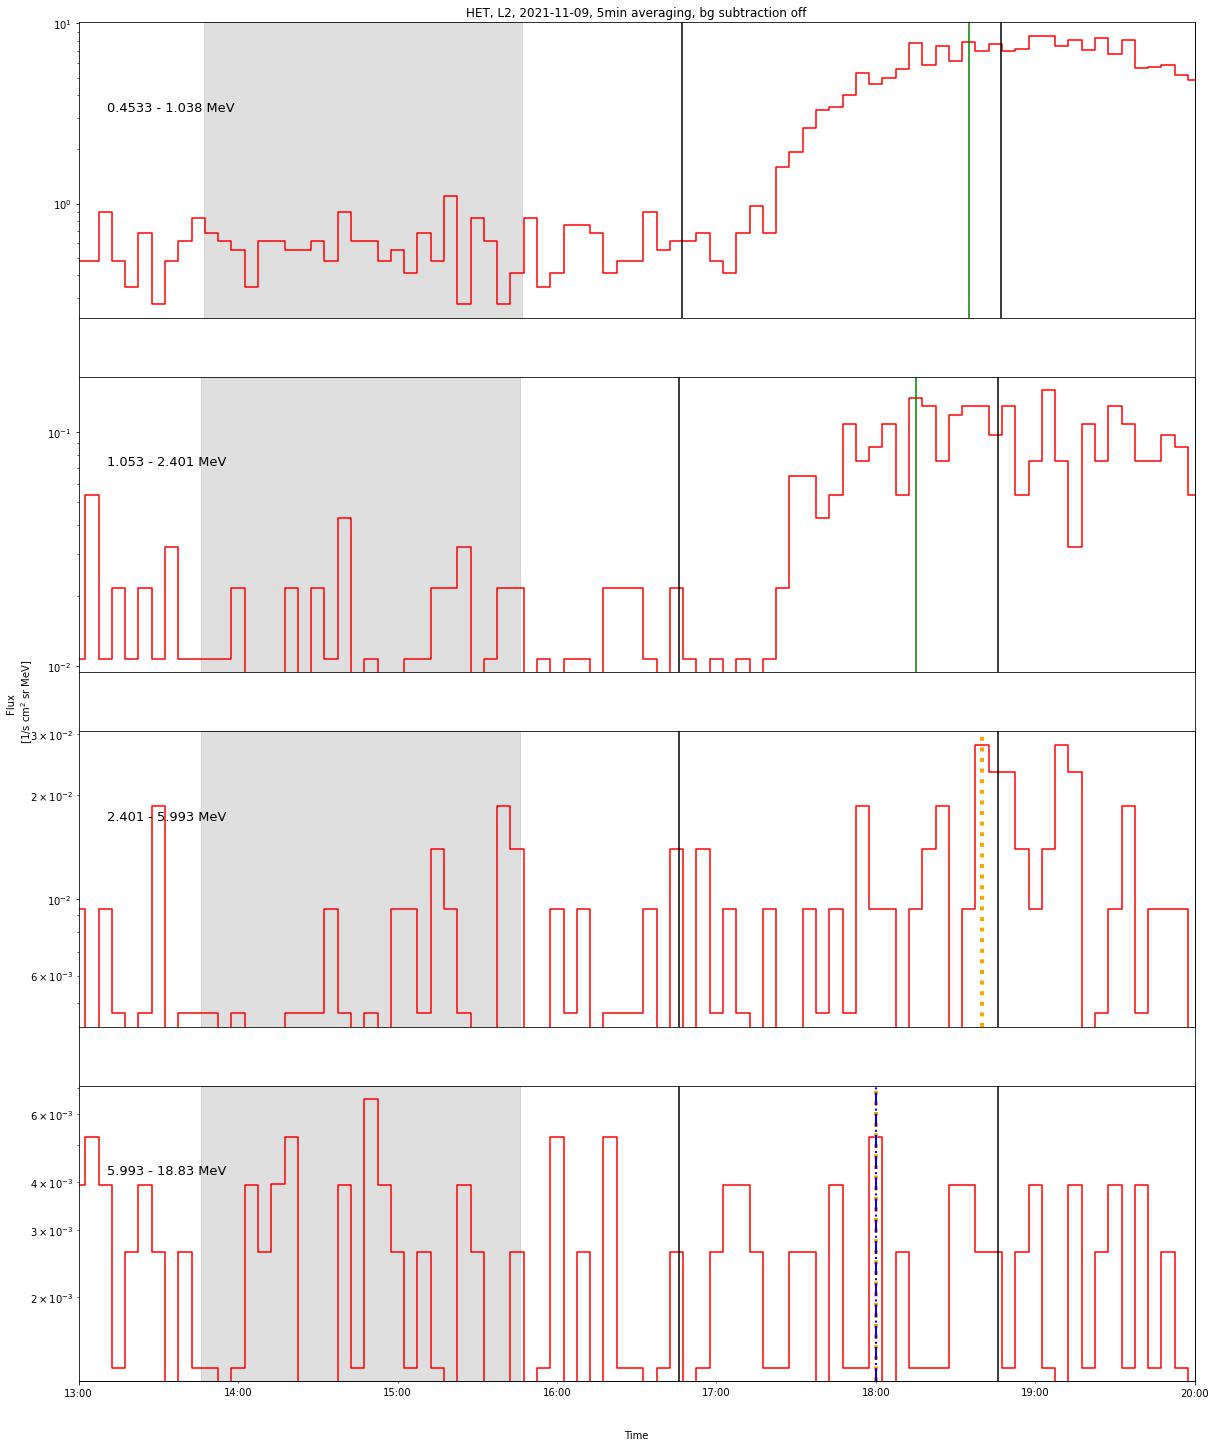 HET, L2, 2021-11-09, 5min averaging, bg subtraction off
10¹
0.4533 - 1.038 MeV
10⁰
10⁻¹
1.053 - 2.401 MeV
10⁻²
Flux
[1/s cm² sr MeV]
3 × 10⁻²
2 × 10⁻²
2.401 - 5.993 MeV
10⁻²
6 × 10⁻³
6 × 10⁻³
5.993 - 18.83 MeV
4 × 10⁻³
3 × 10⁻³
2 × 10⁻³
13:00 14:00 15:00 16:00 17:00 18:00 19:00 20:00
Time